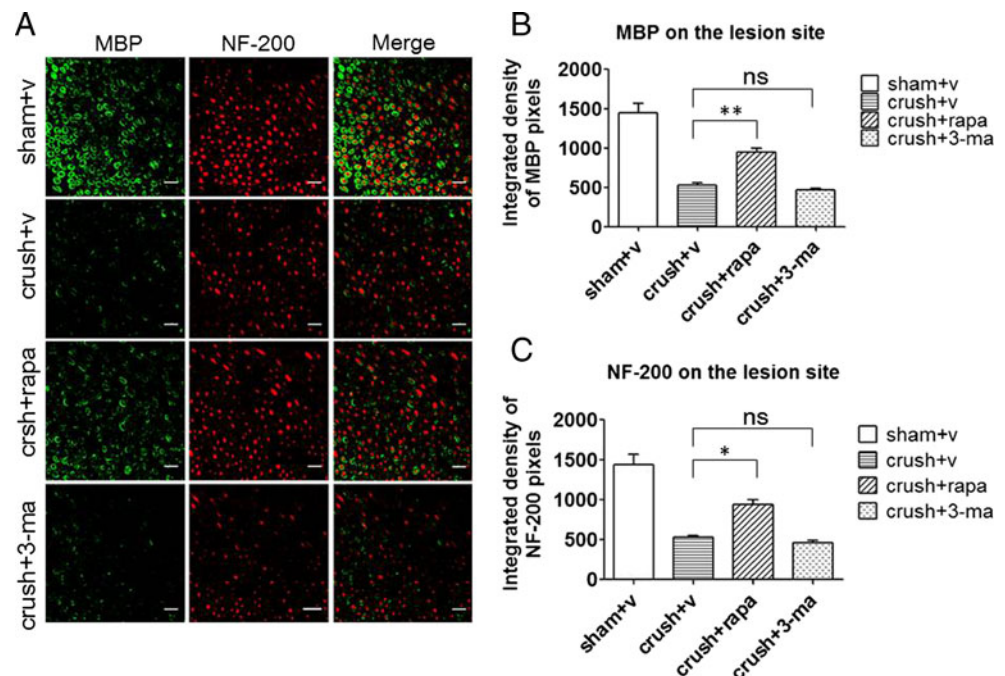 A
MBP NF-200 Merge
sham+v
crush+v
crsh+rapa
crush+3-ma
B
MBP on the lesion site
Integrated density
of MBP pixels
2000
1500
1000
500
0
ns
**
sham+v
crush+v
crush+rapa
crush+3-ma
sham+v
crush+v
crush+rapa
crush+3-ma
C
NF-200 on the lesion site
Integrated density of
NF-200 pixels
2000
1500
1000
500
0
ns
*
sham+v
crush+v
crush+rapa
crush+3-ma
sham+v
crush+v
crush+rapa
crush+3-ma